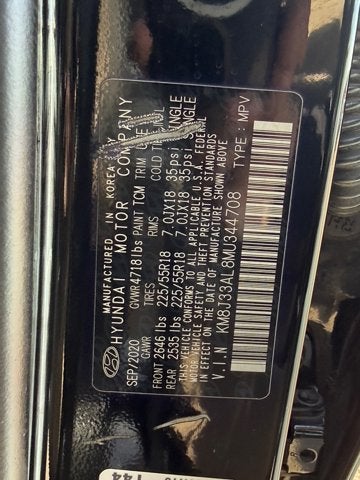 MANUFACTURED IN KOREA BY
HYUNDAI MOTOR COMPANY
SEP/2020 GVWR 4718 lbs PAINT TCM TRIM
GAWR TIRES RIMS COLD
FRONT 2646 lbs 225/55R18 7.0JX18 35psi SINGLE
REAR 2535 lbs 225/55R18 7.0JX18 35psi SINGLE
THIS VEHICLE CONFORMS TO ALL APPLICABLE U.S. FEDERAL
MOTOR VEHICLE SAFETY AND THEFT PREVENTION STANDARDS
IN EFFECT ON THE DATE OF MANUFACTURE SHOWN ABOVE
V.I.N : KM8J33AL8MU344708 TYPE : MPV
T44